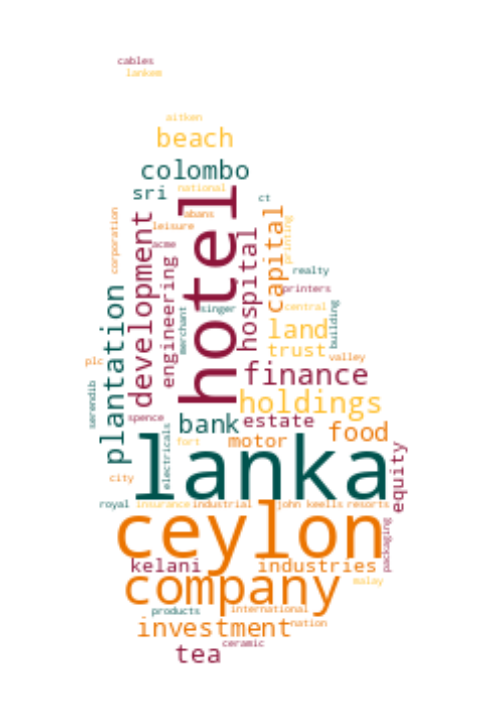 cables
lankem
aitken
beach
colombo
sri
national
ct
hotel
abans
leisure
acme
corporation
development
engineering
hospital
capital
printing
realty
printers
central
building
merchant
singer
land
trust
valley
plantation
plc
serendib
finance
holdings
spence
bank
estate
food
motor
fort
electricals
lanka
equity
city
royal
insurance
industrial
john keells
resorts
ceylon
packaging
kelani
industries
malay
company
products
international
investment
nation
ceramic
tea